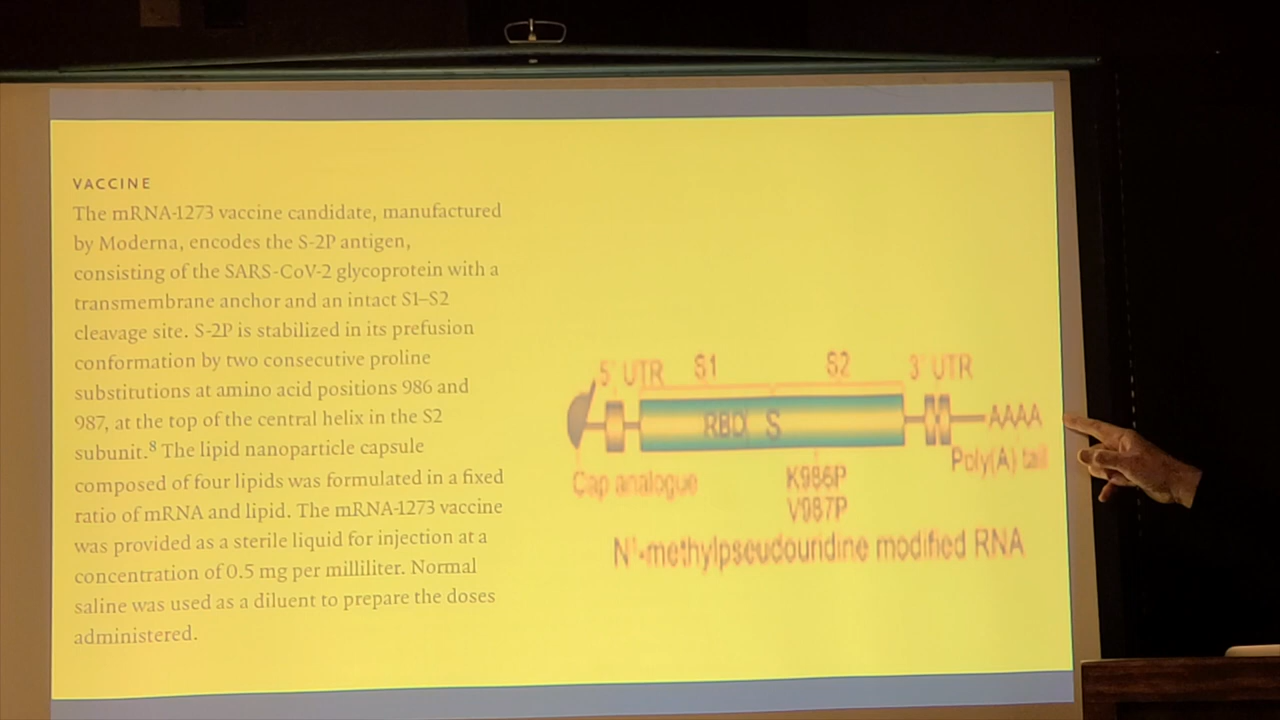 VACCINE
The mRNA-1273 vaccine candidate, manufactured
by Moderna, encodes the S-2P antigen,
consisting of the SARS-CoV-2 glycoprotein with a
transmembrane anchor and an intact S1–S2
cleavage site. S-2P is stabilized in its prefusion
conformation by two consecutive proline
substitutions at amino acid positions 986 and
987, at the top of the central helix in the S2
subunit.8 The lipid nanoparticle capsule
composed of four lipids was formulated in a fixed
ratio of mRNA and lipid. The mRNA-1273 vaccine
was provided as a sterile liquid for injection at a
concentration of 0.5 mg per milliliter. Normal
saline was used as a diluent to prepare the doses
administered.
5' UTR S1 S2 3' UTR
RBD S AAAA
Cap analogue K986P Poly(A) tail
V987P
N1-methylpseudouridine modified RNA